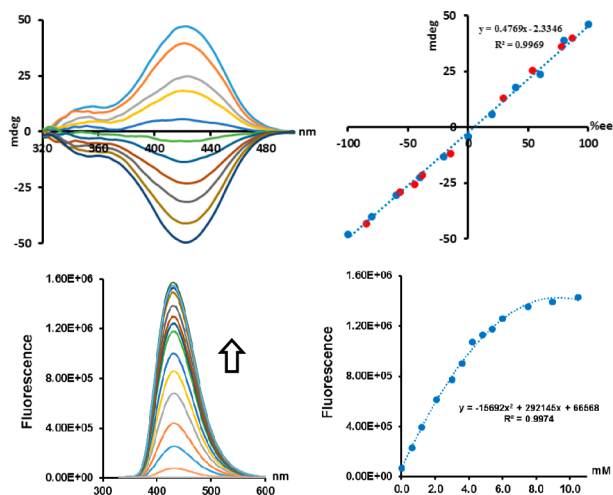 50
25
0
-25
-50
mdeg
320
360
400
440
480
nm
mdeg
50
25
0
-25
-50
-100
-50
0
50
100
%ee
y = 0.4769x - 2.3346
R² = 0.9969
1.60E+06
1.20E+06
8.00E+05
4.00E+05
0.00E+00
Fluorescence
300
400
500
600
nm
1.60E+06
1.20E+06
8.00E+05
4.00E+05
0.00E+00
Fluorescence
0.0
2.0
4.0
6.0
8.0
10.0
mM
y = -15692x² + 292145x + 66568
R² = 0.9974